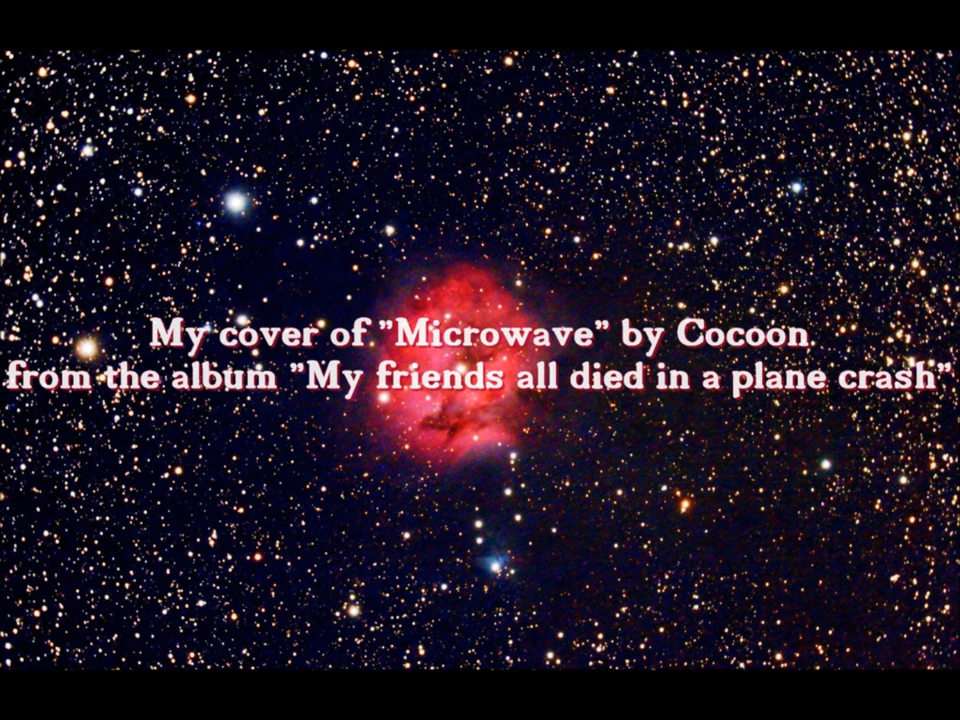 My cover of "Microwave" by Cocoon
from the album "My friends all died in a plane crash"